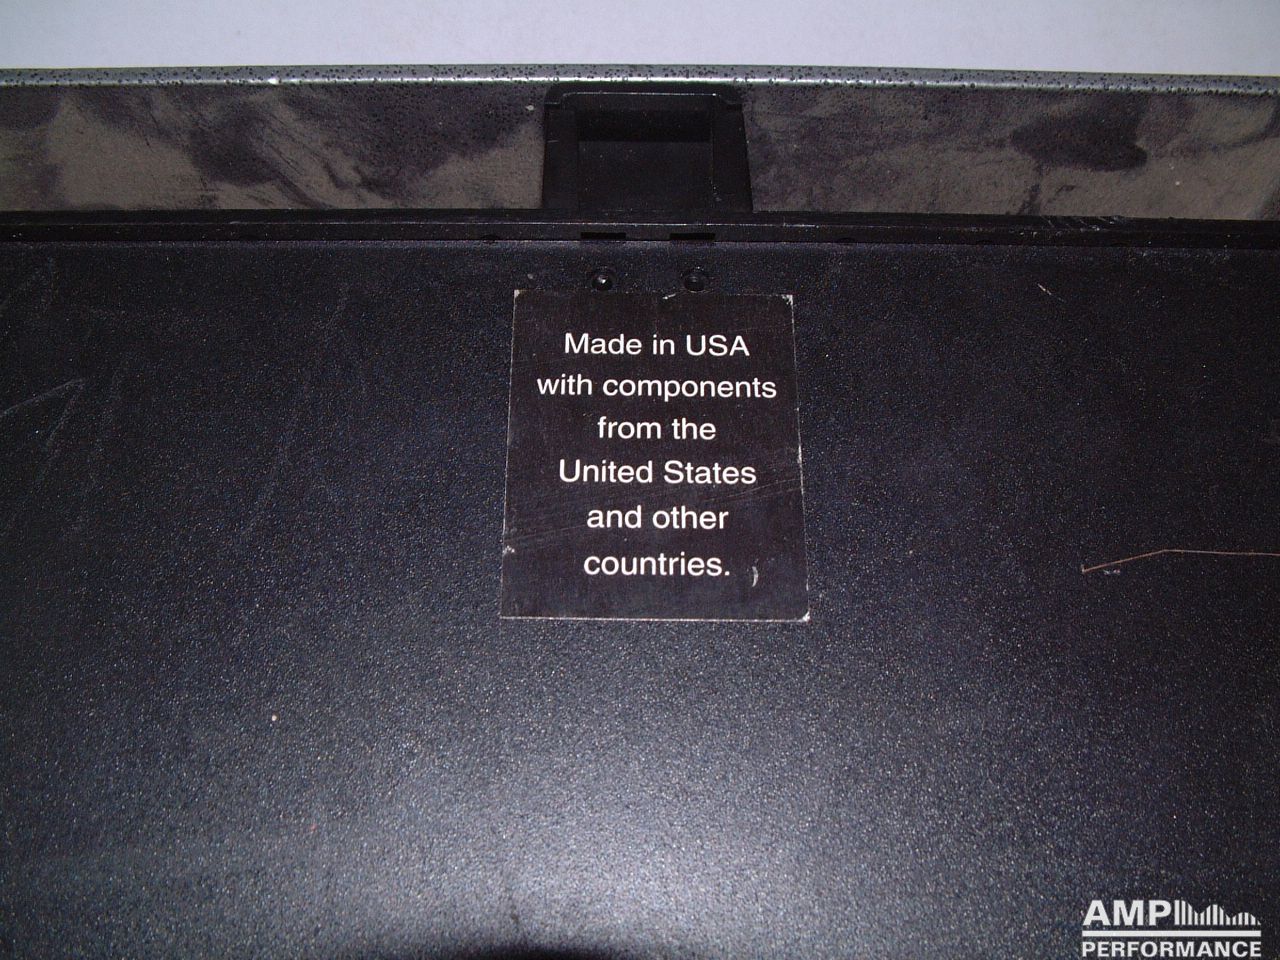 Made in USA
with components
from the
United States
and other
countries.
AMP
PERFORMANCE